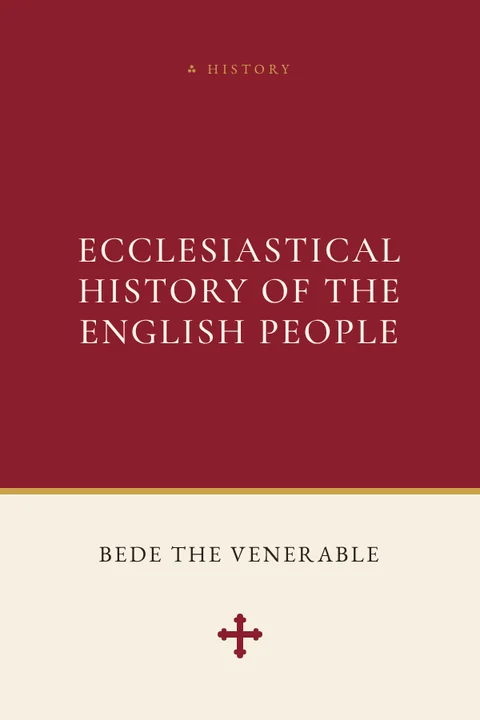 HISTORY
ECCLESIASTICAL
HISTORY OF THE
ENGLISH PEOPLE
BEDE THE VENERABLE